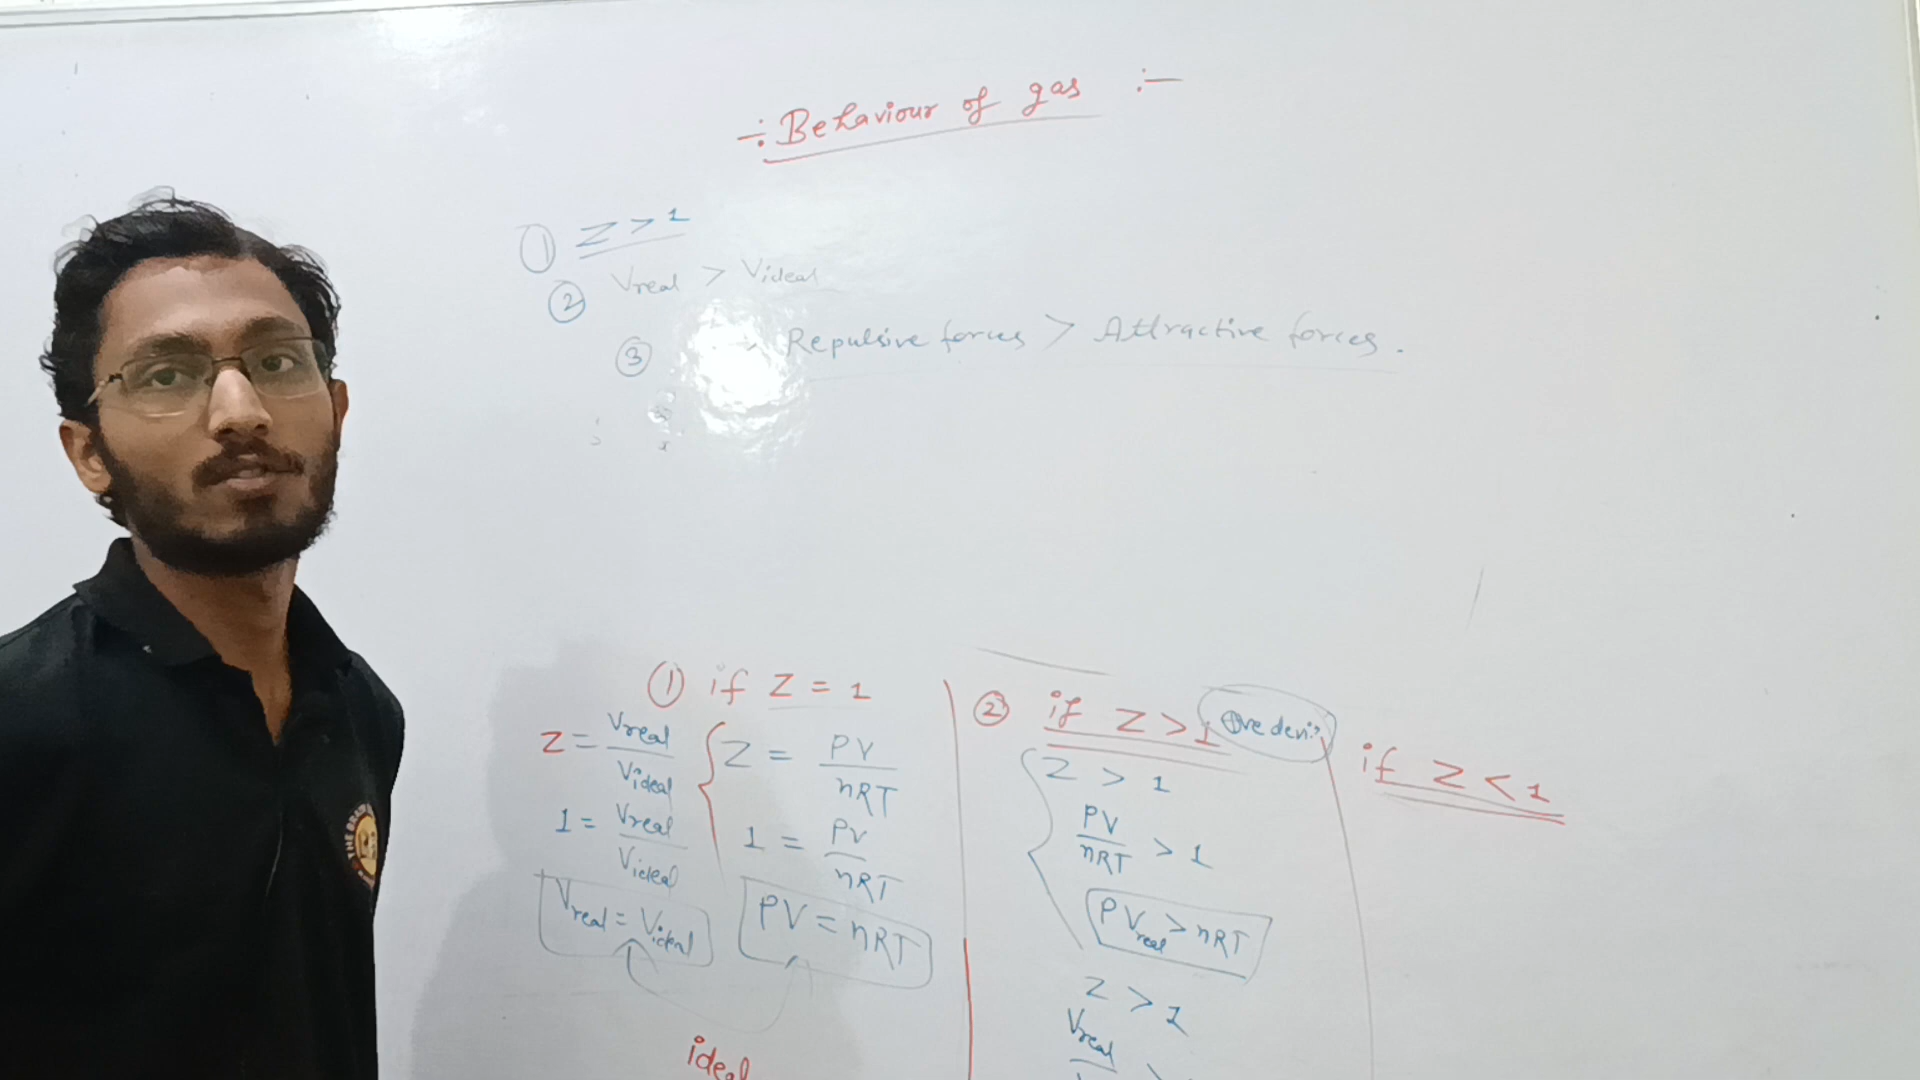 ÷ Behaviour of gas :-
① Z > 1
② Vreal > Videal
③ Repulsive forces > Attractive forces.
① if Z = 1
Z = Vreal / Videal
1 = Vreal / Videal
Vreal = Videal
Z = PV / nRT
1 = PV / nRT
PV = nRT
ideal
② if Z > 1 ⊕ve devi:
Z > 1
PV / nRT > 1
PVreal > nRT
Z > 1
Vreal
if Z < 1